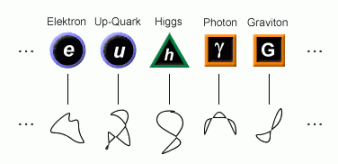 Elektron Up-Quark Higgs Photon Graviton
... e u h γ G ...
... ...